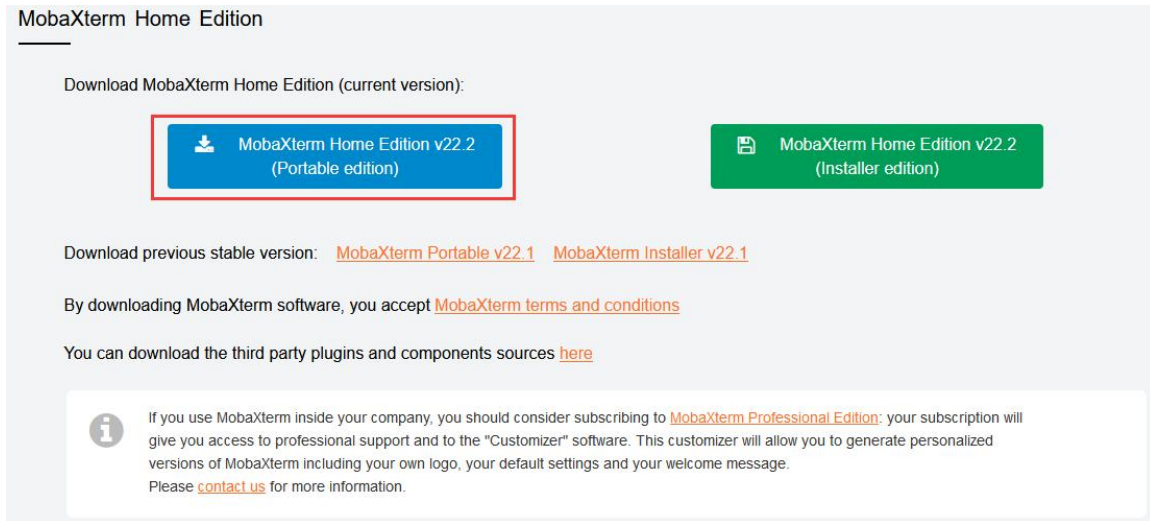 MobaXterm Home Edition
Download MobaXterm Home Edition (current version):
MobaXterm Home Edition v22.2
(Portable edition)
MobaXterm Home Edition v22.2
(Installer edition)
Download previous stable version: MobaXterm Portable v22.1 MobaXterm Installer v22.1
By downloading MobaXterm software, you accept MobaXterm terms and conditions
You can download the third party plugins and components sources here
If you use MobaXterm inside your company, you should consider subscribing to MobaXterm Professional Edition: your subscription will
give you access to professional support and to the "Customizer" software. This customizer will allow you to generate personalized
versions of MobaXterm including your own logo, your default settings and your welcome message.
Please contact us for more information.